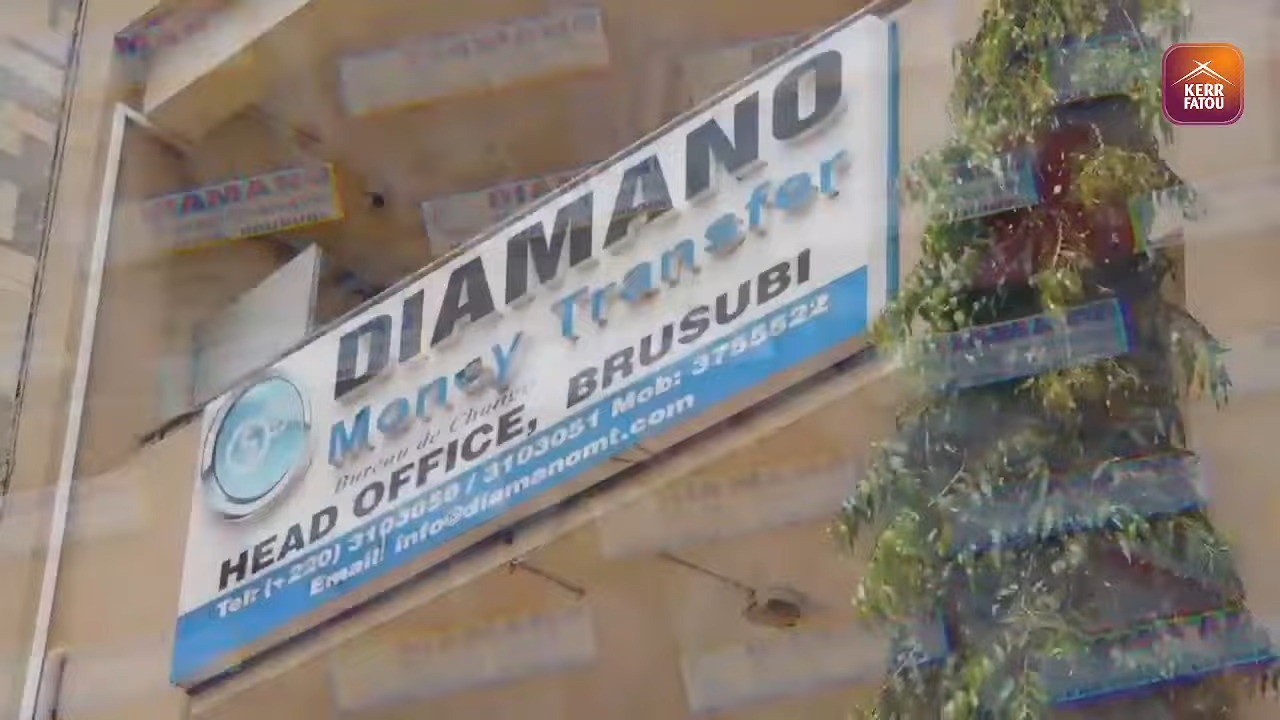 KERR
FATOU
DIAMANO
Money Transfer
Bureau de Change
HEAD OFFICE, BRUSUBI
Tel: (+220) 3103050 / 3103051 Mob: 3755522
Email: info@diamanomt.com
DIAMANO